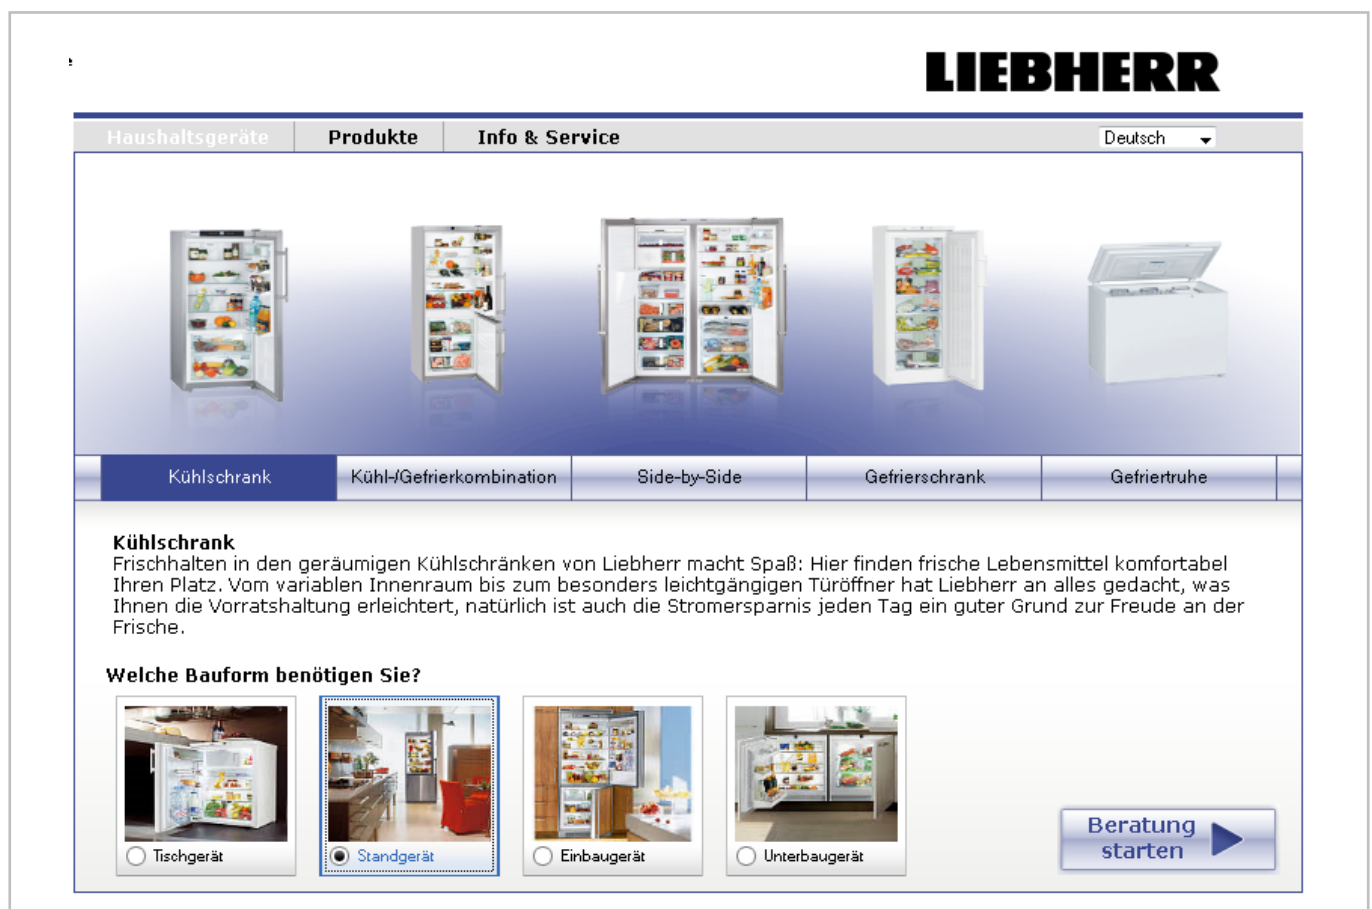 LIEBHERR
Haushaltsgeräte Produkte Info & Service Deutsch
Kühlschrank Kühl-/Gefrierkombination Side-by-Side Gefrierschrank Gefriertruhe
Kühlschrank
Frischhalten in den geräumigen Kühlschränken von Liebherr macht Spaß: Hier finden frische Lebensmittel komfortabel
Ihren Platz. Vom variablen Innenraum bis zum besonders leichtgängigen Türöffner hat Liebherr an alles gedacht, was
Ihnen die Vorratshaltung erleichtert, natürlich ist auch die Stromersparnis jeden Tag ein guter Grund zur Freude an der
Frische.
Welche Bauform benötigen Sie?
Tischgerät Standgerät Einbaugerät Unterbaugerät
Beratung
starten